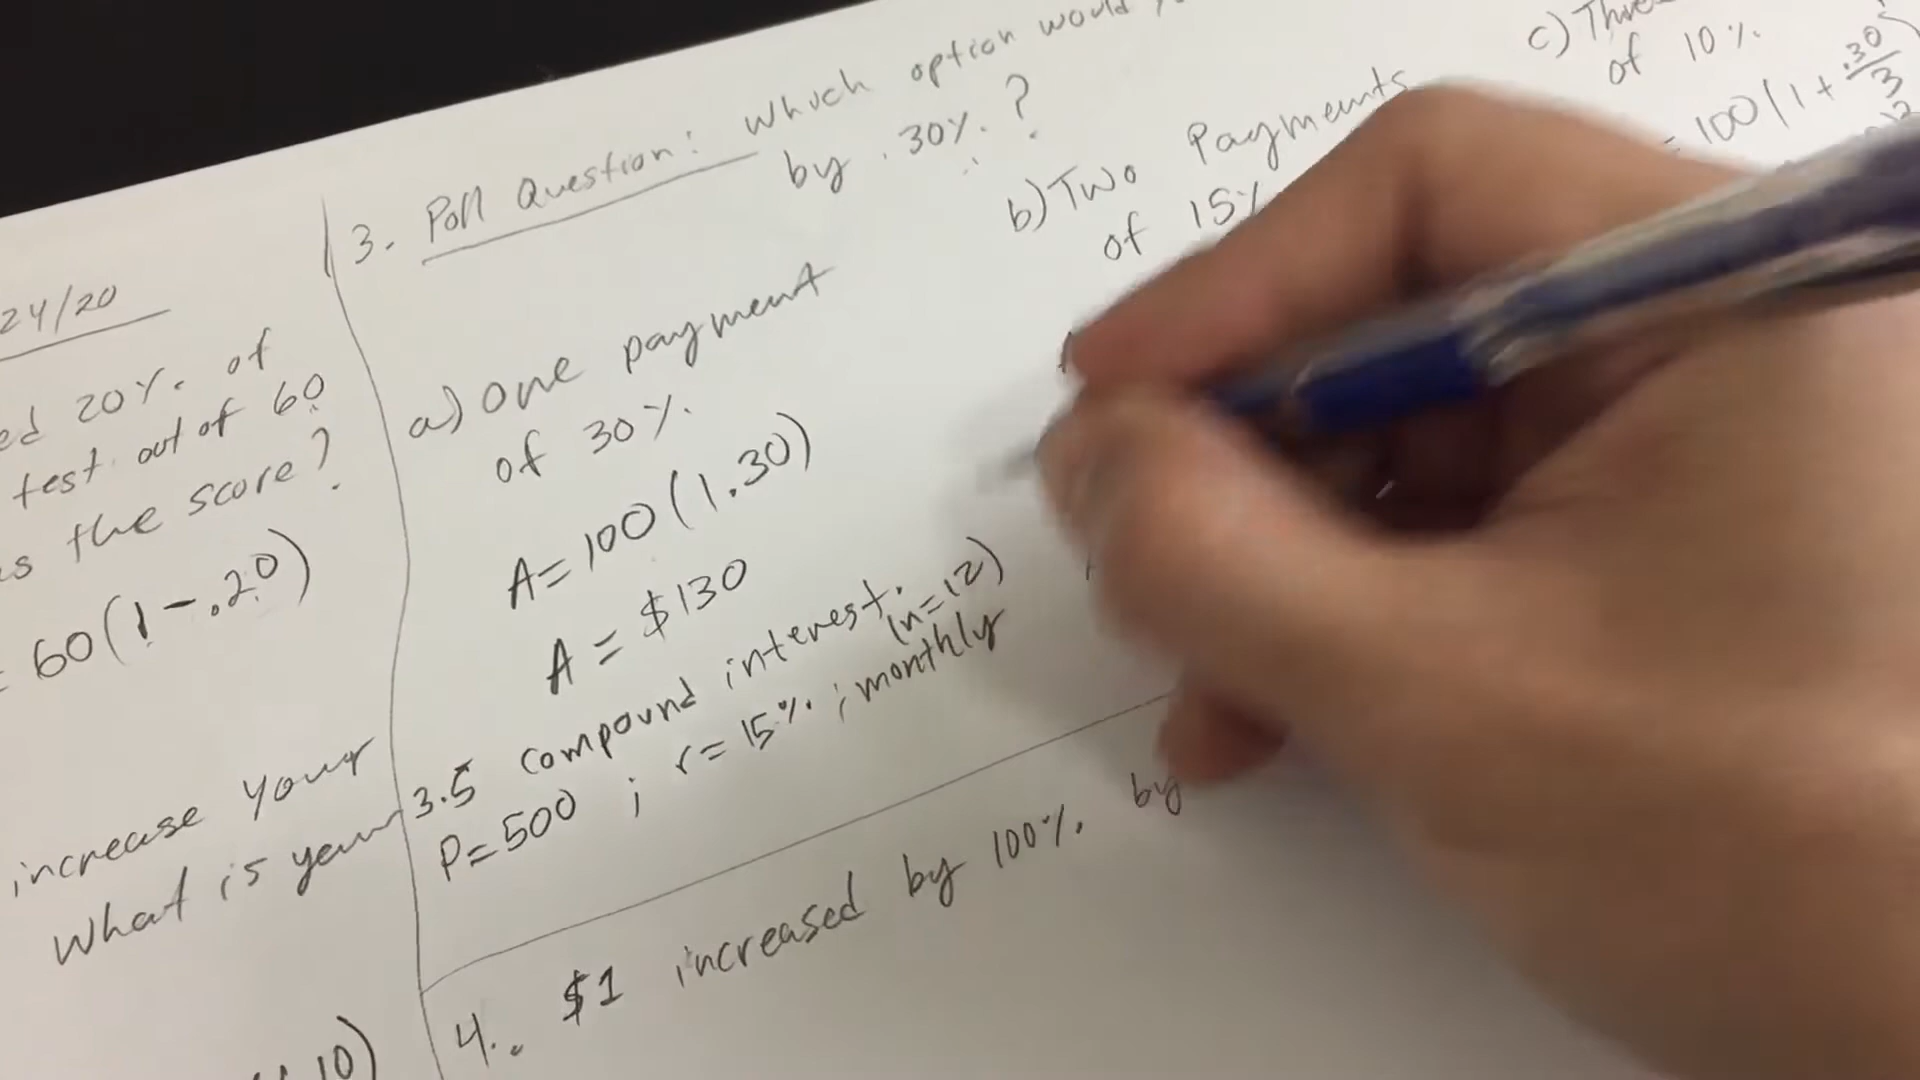 24/20
ed 20%. of
test out of 60
s the score?
= 60(1-.20)
increase your
What is your
.10)
3. Poll Question: Which option would
by .30%.?
a) One payment
of 30%.
A=100(1.30)
A = $130
b) Two Payments
of 15%
c) Three
of 10%.
= 100(1+.30/3)
3.5 compound interest.
(n=12)
P=500 ; r=15% ; monthly
4. $1 increased by 100%. by